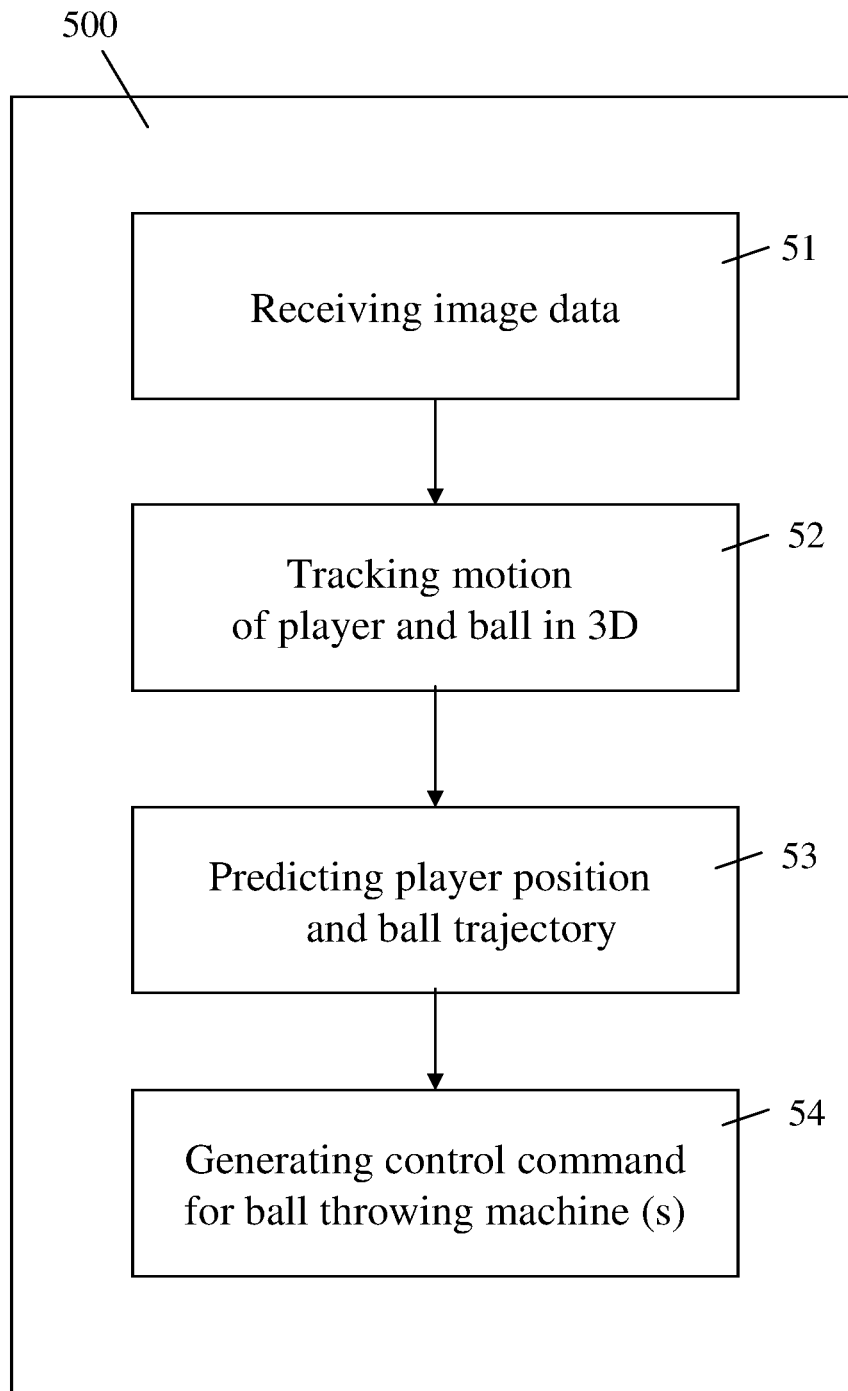 500
51
Receiving image data
52
Tracking motion
of player and ball in 3D
53
Predicting player position
and ball trajectory
54
Generating control command
for ball throwing machine (s)